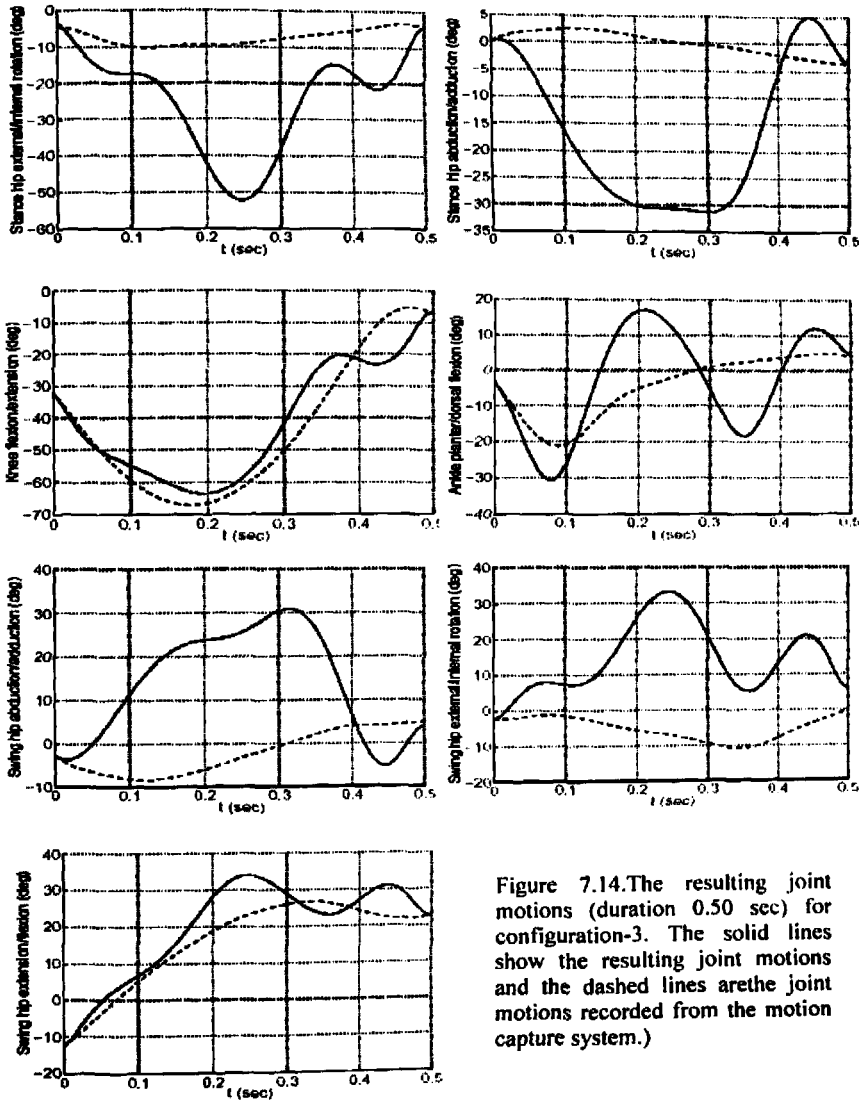 Stance hip external/internal rotation (deg)
0
-10
-20
-30
-40
-50
-60
0 0.1 0.2 0.3 0.4 0.5
t (sec)
Stance hip abduction/adduction (deg)
5
0
-5
-10
-15
-20
-25
-30
-35
0 0.1 0.2 0.3 0.4 0.5
t (sec)
Knee flexion/extension (deg)
0
-10
-20
-30
-40
-50
-60
-70
0 0.1 0.2 0.3 0.4 0.5
t (sec)
Ankle planter/dorsal flexion (deg)
20
10
0
-10
-20
-30
-40
0 0.1 0.2 0.3 0.4 0.5
t (sec)
Swing hip abduction/adduction (deg)
40
30
20
10
0
-10
0 0.1 0.2 0.3 0.4 0.5
t (sec)
Swing hip external/internal rotation (deg)
40
30
20
10
0
-10
-20
0 0.1 0.2 0.3 0.4 0.5
t (sec)
Swing hip extension/flexion (deg)
40
30
20
10
0
-10
-20
0 0.1 0.2 0.3 0.4 0.5
t (sec)
Figure 7.14.The resulting joint
motions (duration 0.50 sec) for
configuration-3. The solid lines
show the resulting joint motions
and the dashed lines arethe joint
motions recorded from the motion
capture system.)